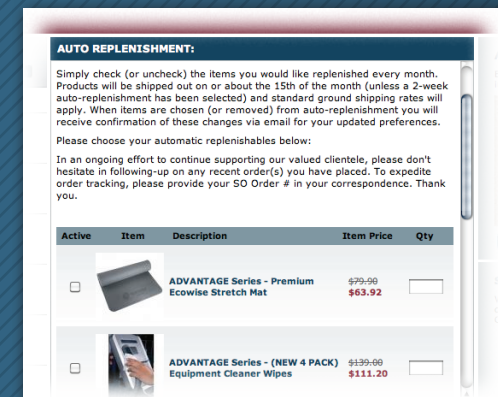 AUTO REPLENISHMENT:
Simply check (or uncheck) the items you would like replenished every month.
Products will be shipped out on or about the 15th of the month (unless a 2-week
auto-replenishment has been selected) and standard ground shipping rates will
apply. When items are chosen (or removed) from auto-replenishment you will
receive confirmation of these changes via email for your updated preferences.
Please choose your automatic replenishables below:
In an ongoing effort to continue supporting our valued clientele, please don't
hesitate in following-up on any recent order(s) you have placed. To expedite
order tracking, please provide your SO Order # in your correspondence. Thank
you.
Active Item Description Item Price Qty
ADVANTAGE Series - Premium $79.90
Ecowise Stretch Mat $63.92
ADVANTAGE Series - (NEW 4 PACK) $139.00
Equipment Cleaner Wipes $111.20